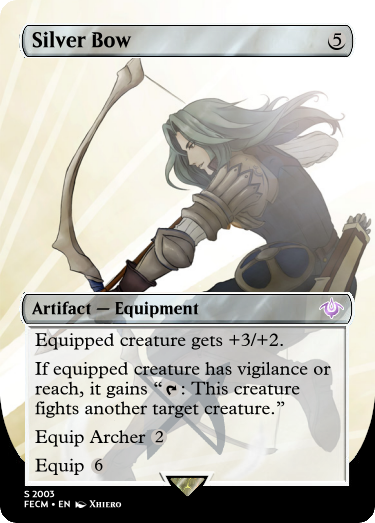 Silver Bow 5
Artifact — Equipment
Equipped creature gets +3/+2.
If equipped creature has vigilance or
reach, it gains “: This creature
fights another target creature.”
Equip Archer 2
Equip 6
S 2003
FECM • EN Xhiero